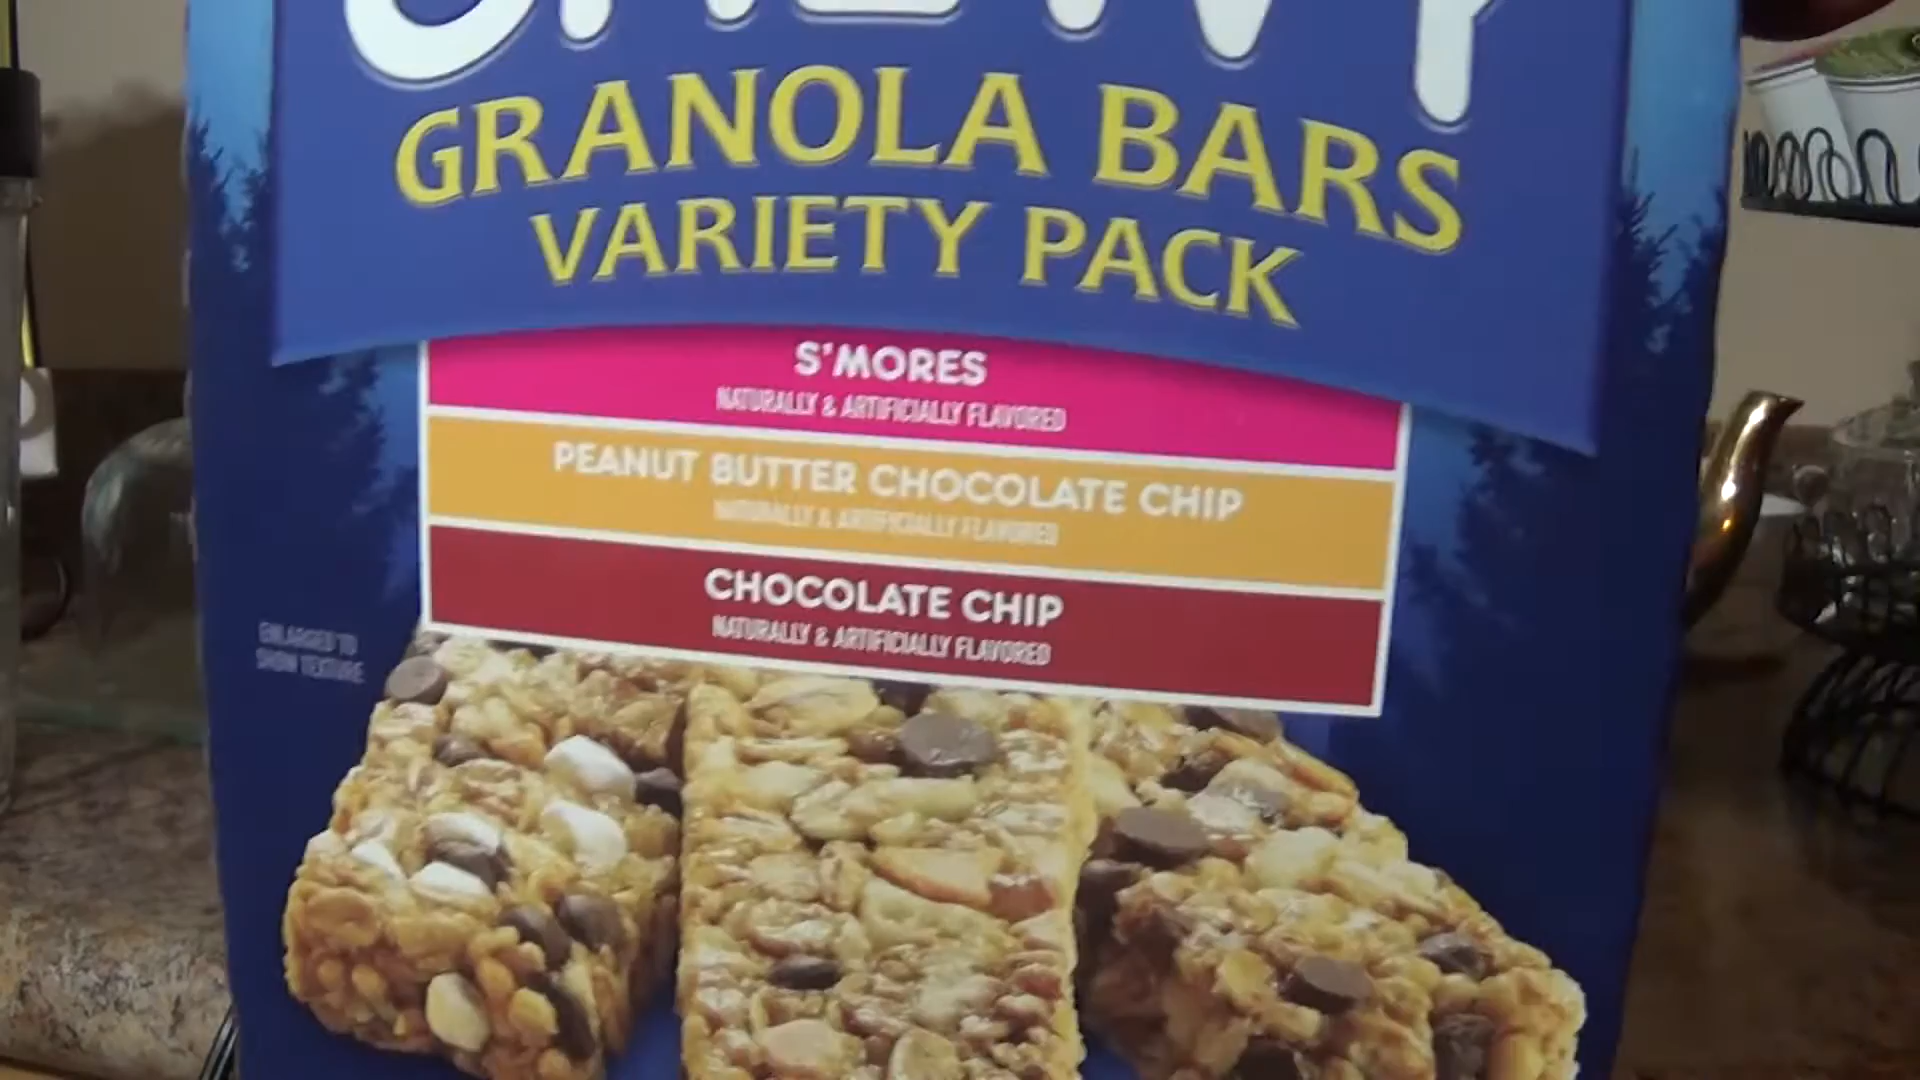 CHEWY
GRANOLA BARS
VARIETY PACK
S'MORES
NATURALLY & ARTIFICIALLY FLAVORED
PEANUT BUTTER CHOCOLATE CHIP
NATURALLY & ARTIFICIALLY FLAVORED
CHOCOLATE CHIP
NATURALLY & ARTIFICIALLY FLAVORED
ENLARGED TO
SHOW TEXTURE